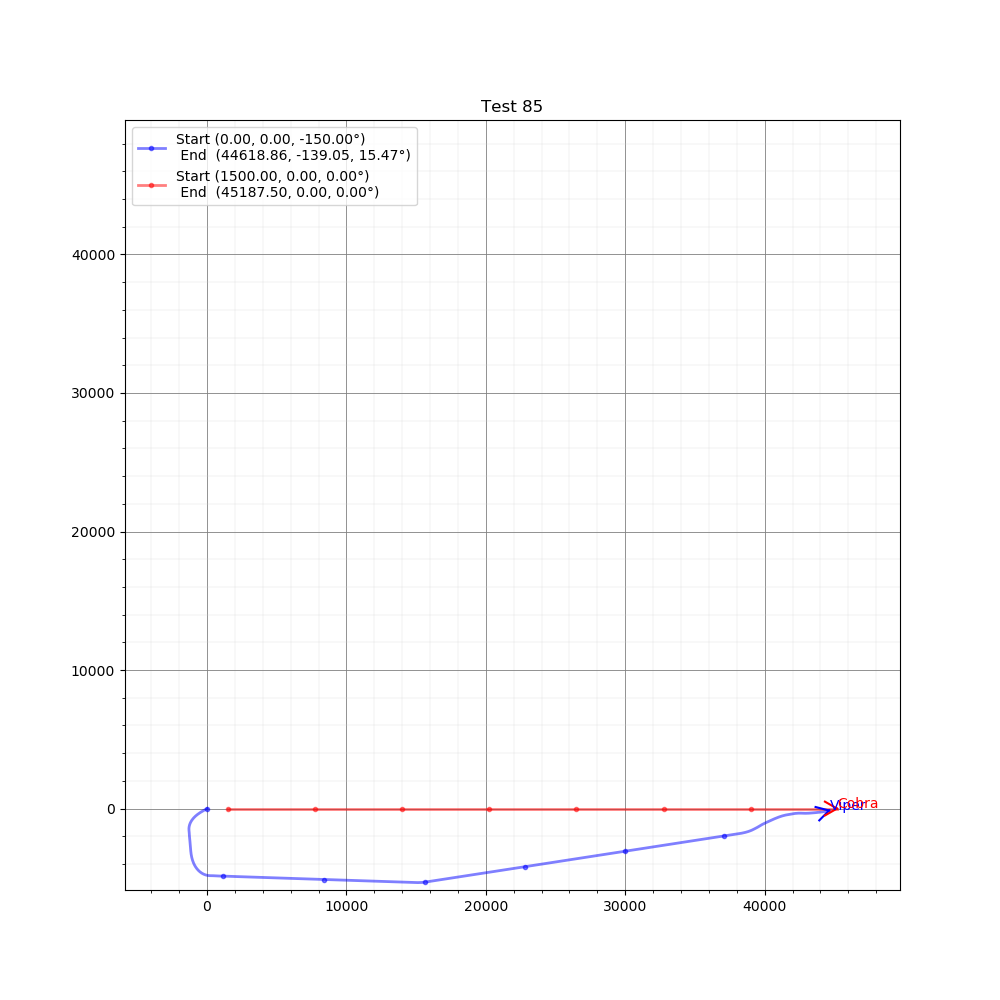 Test 85
Start (0.00, 0.00, -150.00°)
End (44618.86, -139.05, 15.47°)
Start (1500.00, 0.00, 0.00°)
End (45187.50, 0.00, 0.00°)
40000
30000
20000
10000
0
Viper
Cobra
0
10000
20000
30000
40000